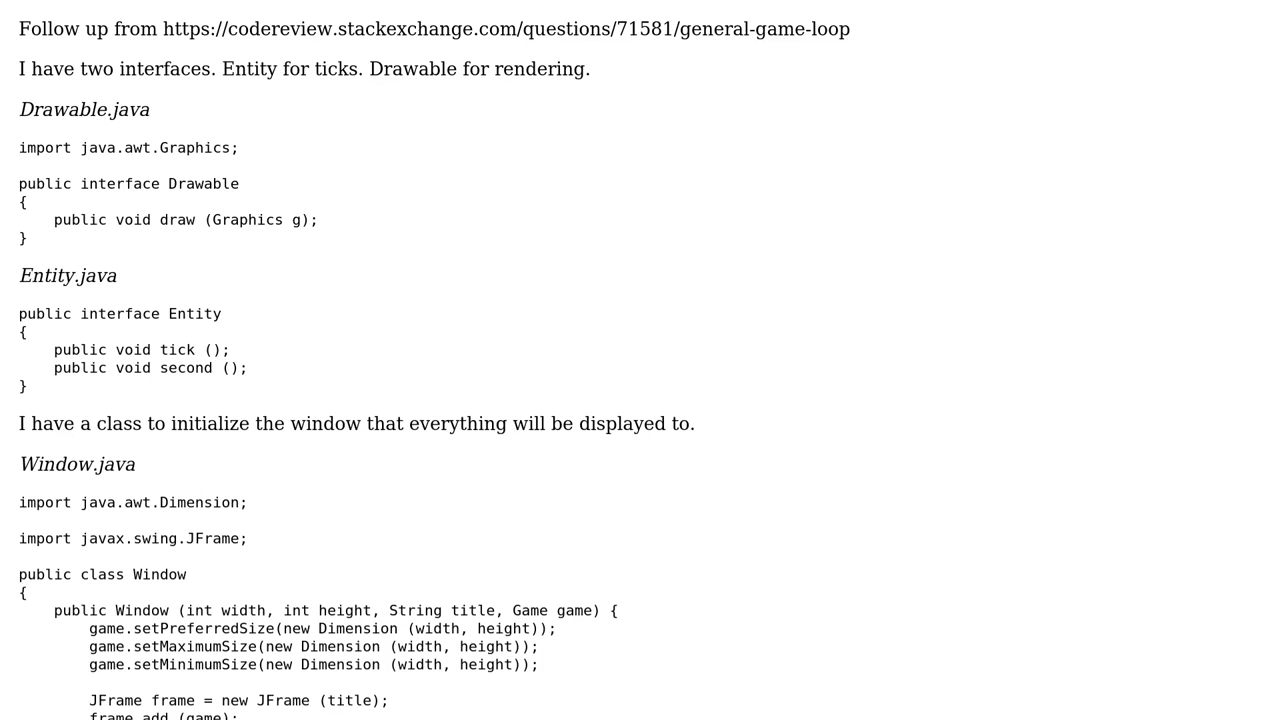 Follow up from https://codereview.stackexchange.com/questions/71581/general-game-loop
I have two interfaces. Entity for ticks. Drawable for rendering.
Drawable.java
import java.awt.Graphics;
public interface Drawable
{
    public void draw (Graphics g);
}
Entity.java
public interface Entity
{
    public void tick ();
    public void second ();
}
I have a class to initialize the window that everything will be displayed to.
Window.java
import java.awt.Dimension;
import javax.swing.JFrame;
public class Window
{
    public Window (int width, int height, String title, Game game) {
        game.setPreferredSize(new Dimension (width, height));
        game.setMaximumSize(new Dimension (width, height));
        game.setMinimumSize(new Dimension (width, height));
        JFrame frame = new JFrame (title);
        frame.add (game);